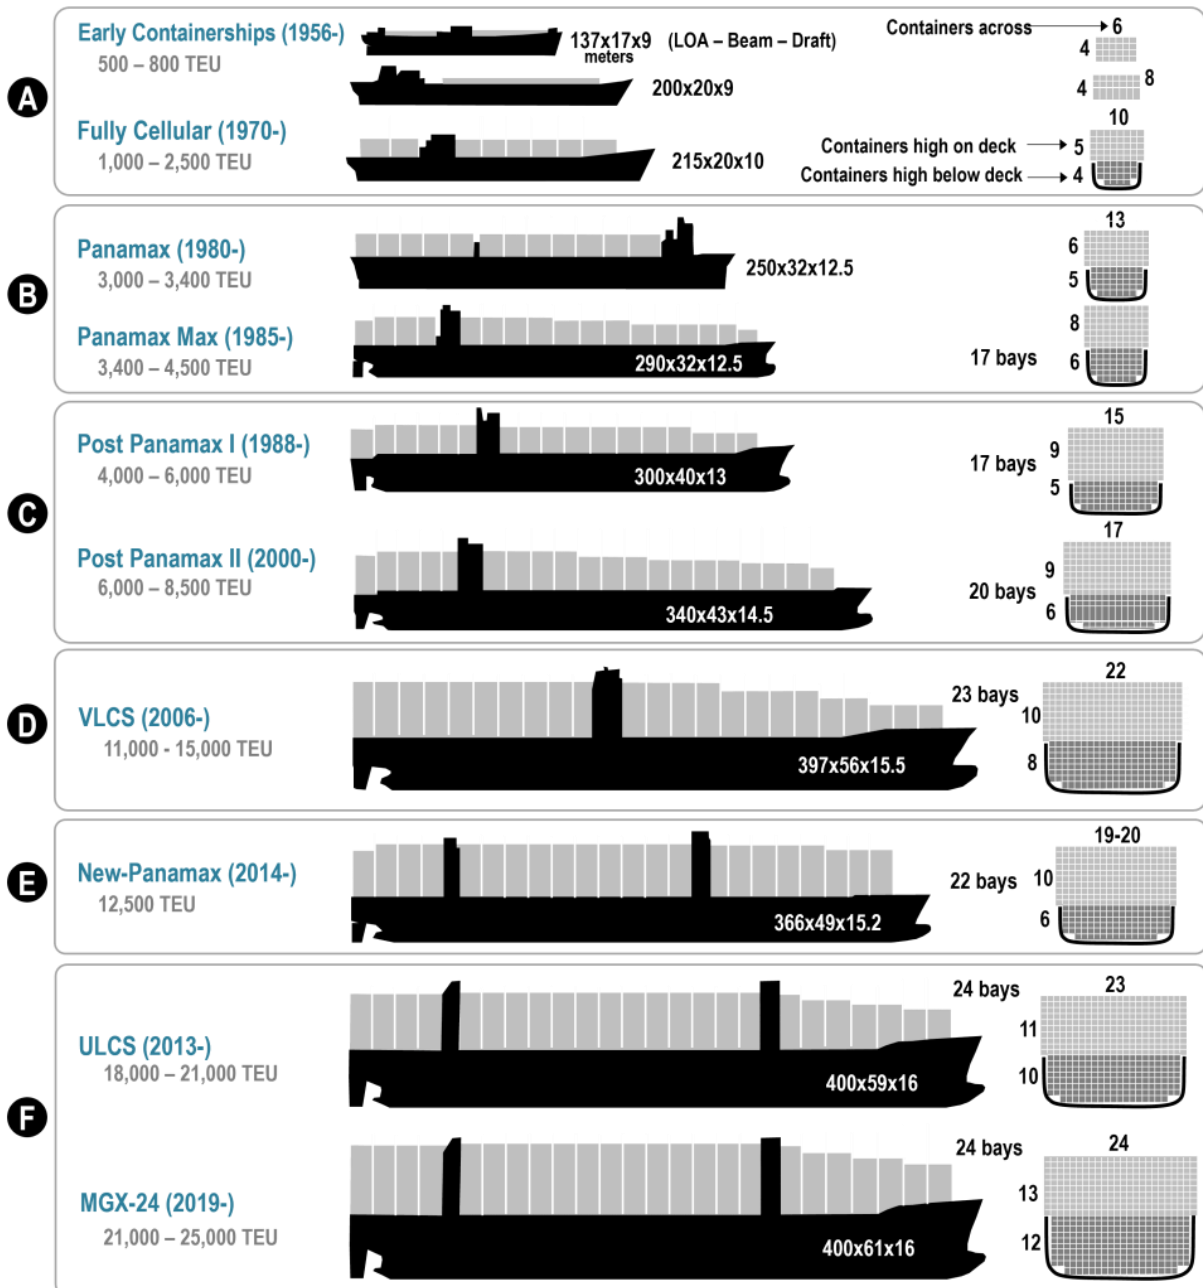 A
Early Containerships (1956-)
500 – 800 TEU
137x17x9 (LOA – Beam – Draft)
meters
200x20x9
Containers across
6
4
4
8
Fully Cellular (1970-)
1,000 – 2,500 TEU
215x20x10
10
Containers high on deck
5
Containers high below deck
4
B
Panamax (1980-)
3,000 – 3,400 TEU
250x32x12.5
13
6
5
Panamax Max (1985-)
3,400 – 4,500 TEU
290x32x12.5
17 bays
8
6
C
Post Panamax I (1988-)
4,000 – 6,000 TEU
300x40x13
17 bays
15
9
5
Post Panamax II (2000-)
6,000 – 8,500 TEU
340x43x14.5
20 bays
17
9
6
D
VLCS (2006-)
11,000 - 15,000 TEU
397x56x15.5
23 bays
22
10
8
E
New-Panamax (2014-)
12,500 TEU
366x49x15.2
22 bays
19-20
10
6
F
ULCS (2013-)
18,000 – 21,000 TEU
400x59x16
24 bays
23
11
10
MGX-24 (2019-)
21,000 – 25,000 TEU
400x61x16
24 bays
24
13
12